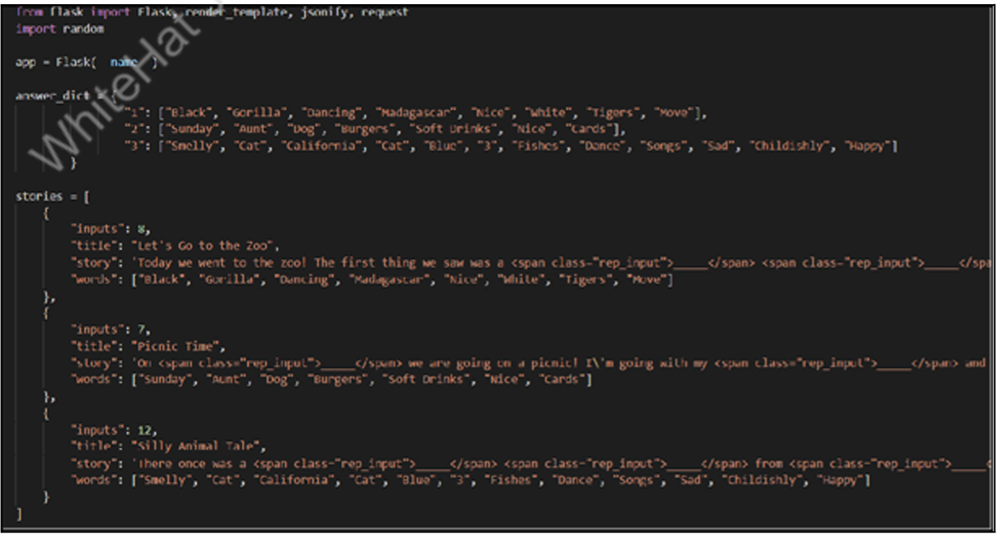 from flask import Flask, render_template, jsonify, request
import random
app = Flask(__name__)
answer_dict = {
"1": ["Black", "Gorilla", "Dancing", "Madagascar", "Nice", "White", "Tigers", "Move"],
"2": ["Sunday", "Aunt", "Dog", "Burgers", "Soft Drinks", "Nice", "Cards"],
"3": ["Smelly", "Cat", "California", "Cat", "Blue", "3", "Fishes", "Dance", "Songs", "Sad", "Childishly", "Happy"]
}
WhiteHat
stories = [
{
"inputs": 8,
"title": "Let's Go to the Zoo",
"story": 'Today we went to the zoo! The first thing we saw was a <span class="rep_input">_____</span> <span class="rep_input">_____</spa
"words": ["Black", "Gorilla", "Dancing", "Madagascar", "Nice", "White", "Tigers", "Move"]
},
{
"inputs": 7,
"title": "Picnic Time",
"story": 'On <span class="rep_input">_____</span> we are going on a picnic! I\'m going with my <span class="rep_input">_____</span> and
"words": ["Sunday", "Aunt", "Dog", "Burgers", "Soft Drinks", "Nice", "Cards"]
},
{
"inputs": 12,
"title": "Silly Animal Tale",
"story": 'There once was a <span class="rep_input">_____</span> <span class="rep_input">_____</span> from <span class="rep_input">_____<
"words": ["Smelly", "Cat", "California", "Cat", "Blue", "3", "Fishes", "Dance", "Songs", "Sad", "Childishly", "Happy"]
}
]